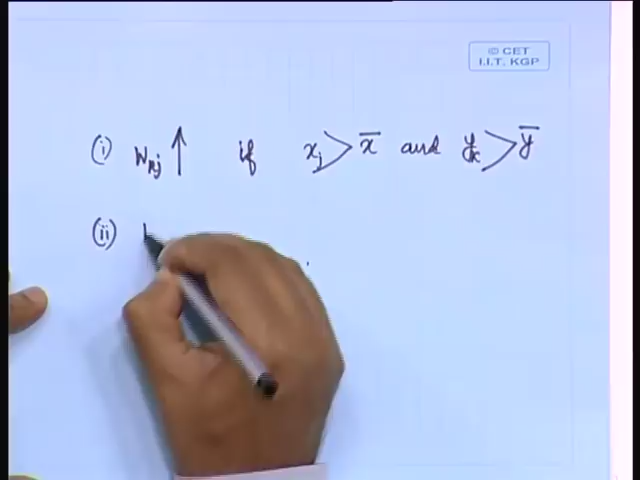 © CET
I.I.T. KGP
(i) W_kj ↑ if x_j > x̄ and y_k > ȳ
(ii)